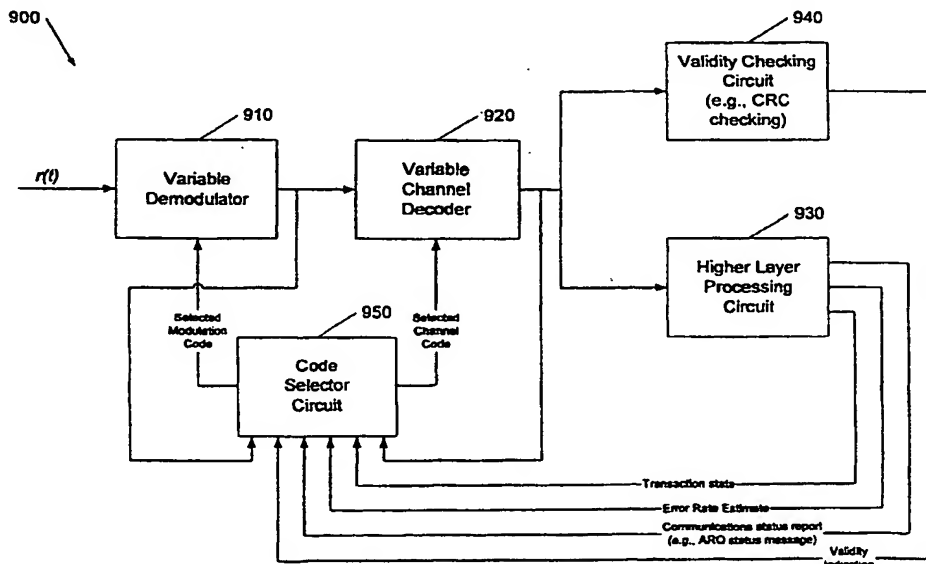 900
940
Validity Checking
Circuit
(e.g., CRC
checking)
910
920
r(t)
Variable
Demodulator
Variable
Channel
Decoder
930
Higher Layer
Processing
Circuit
Selected
Modulation
Code
950
Selected
Channel
Code
Code
Selector
Circuit
Transaction state
Error Rate Estimate
Communications status report
(e.g., ARQ status message)
Validity